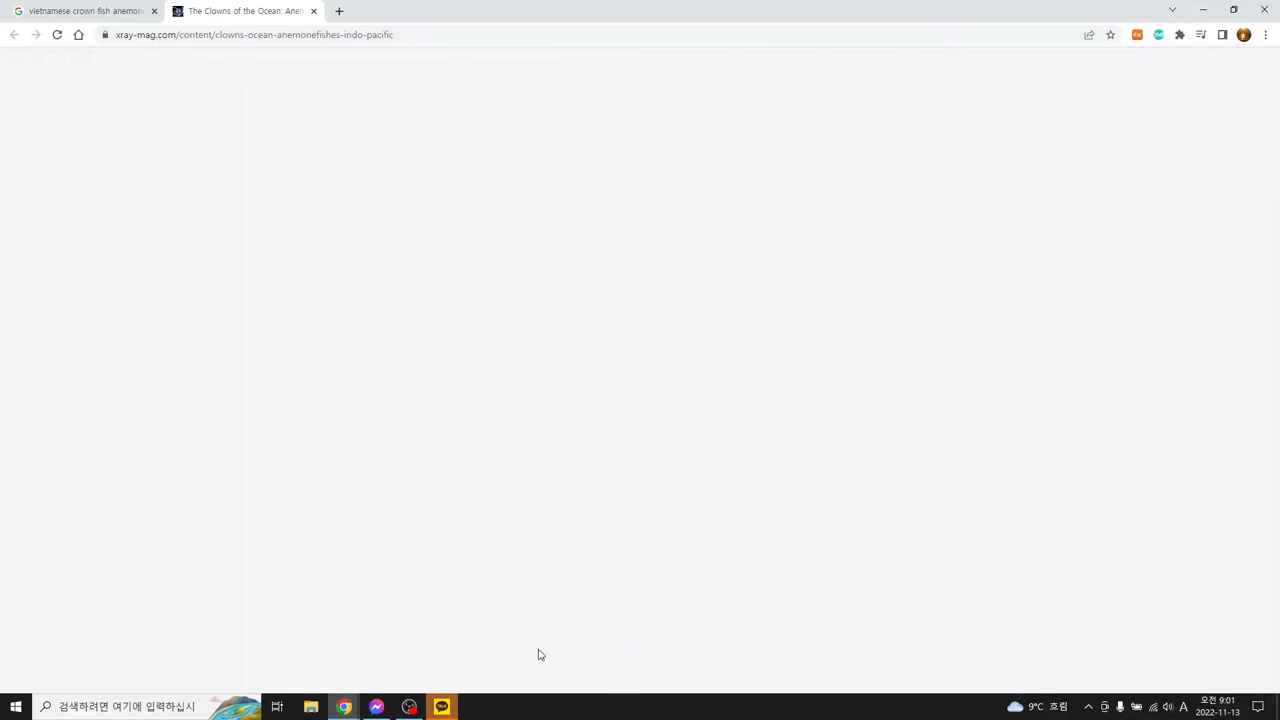 vietnamese crown fish anemone
The Clowns of the Ocean: Anem
xray-mag.com/content/clowns-ocean-anemonefishes-indo-pacific
검색하려면 여기에 입력하십시
TALK
9°C 흐림
A
오전 9:01
2022-11-13